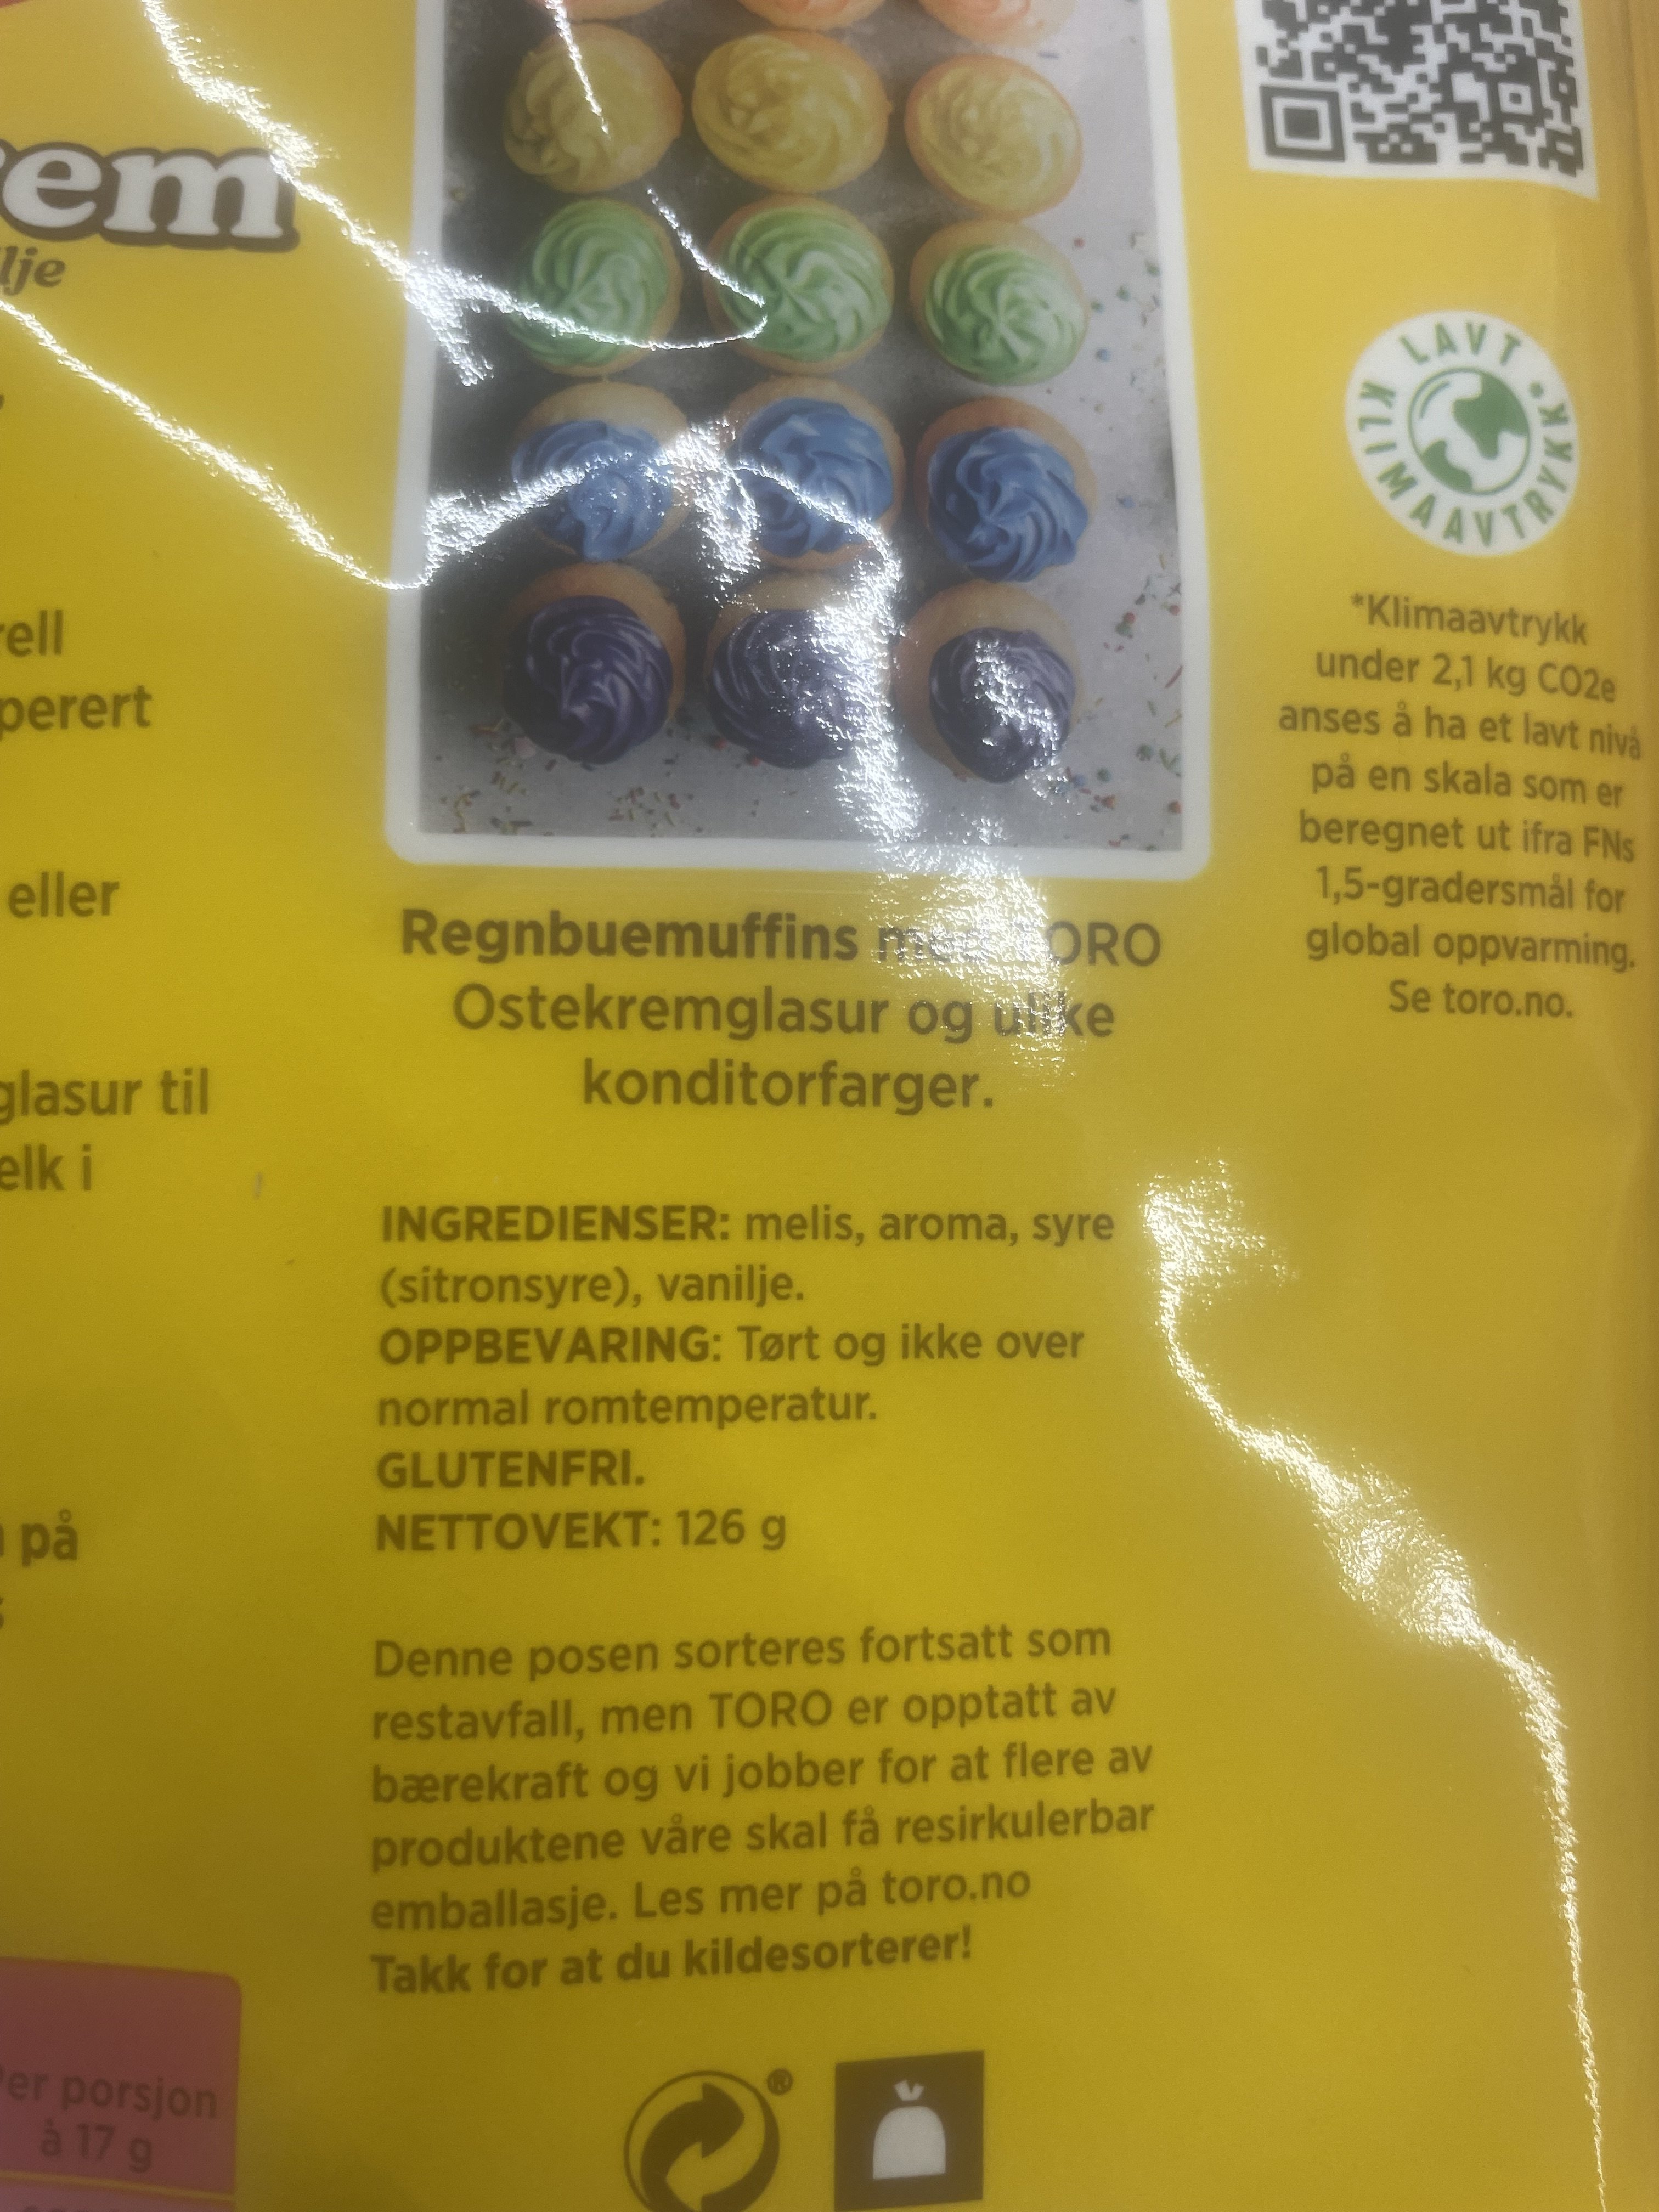 em
lje
rell
perert
eller
glasur til
elk i
på
Per porsjon
à 17 g
Regnbuemuffins med TORO
Ostekremglasur og ulike
konditorfarger.
INGREDIENSER: melis, aroma, syre
(sitronsyre), vanilje.
OPPBEVARING: Tørt og ikke over
normal romtemperatur.
GLUTENFRI.
NETTOVEKT: 126 g
Denne posen sorteres fortsatt som
restavfall, men TORO er opptatt av
bærekraft og vi jobber for at flere av
produktene våre skal få resirkulerbar
emballasje. Les mer på toro.no
Takk for at du kildesorterer!
®
LAVT KLIMAAVTRYKK*
*Klimaavtrykk
under 2,1 kg CO2e
anses å ha et lavt nivå
på en skala som er
beregnet ut ifra FNs
1,5-gradersmål for
global oppvarming.
Se toro.no.